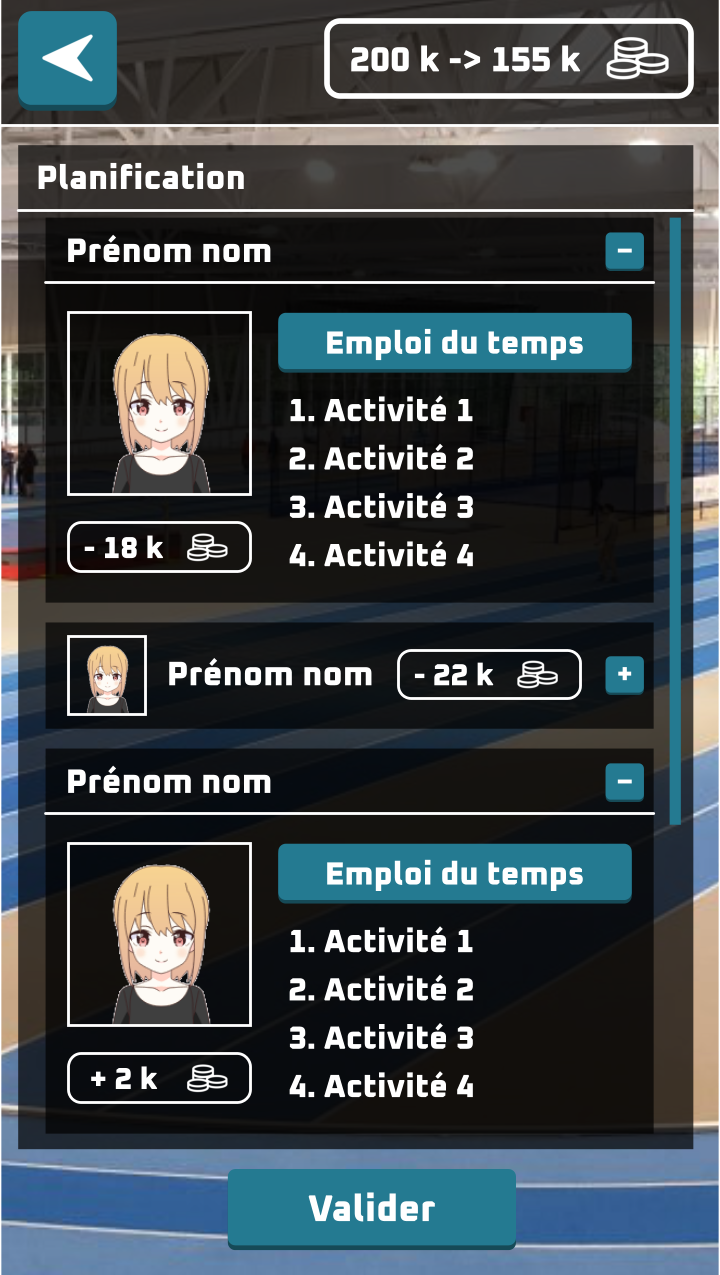 200 k -> 155 k
Planification
Prénom nom
-
Emploi du temps
1. Activité 1
2. Activité 2
3. Activité 3
4. Activité 4
- 18 k
Prénom nom
- 22 k
+
Prénom nom
-
Emploi du temps
1. Activité 1
2. Activité 2
3. Activité 3
4. Activité 4
+ 2 k
Valider